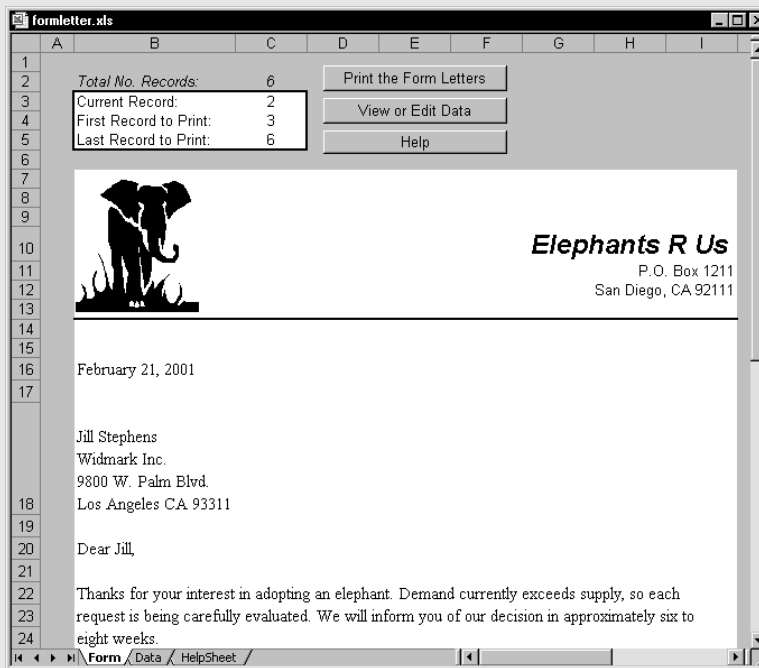 formletter.xls
A B C D E F G H I
1
2 Total No. Records: 6 Print the Form Letters
3 Current Record: 2
4 First Record to Print: 3 View or Edit Data
5 Last Record to Print: 6 Help
6
7
8
9
10 Elephants R Us
11 P.O. Box 1211
12 San Diego, CA 92111
13
14
15
16 February 21, 2001
17
Jill Stephens
Widmark Inc.
9800 W. Palm Blvd.
18 Los Angeles CA 93311
19
20 Dear Jill,
21
22 Thanks for your interest in adopting an elephant. Demand currently exceeds supply, so each
23 request is being carefully evaluated. We will inform you of our decision in approximately six to
24 eight weeks.
Form Data HelpSheet